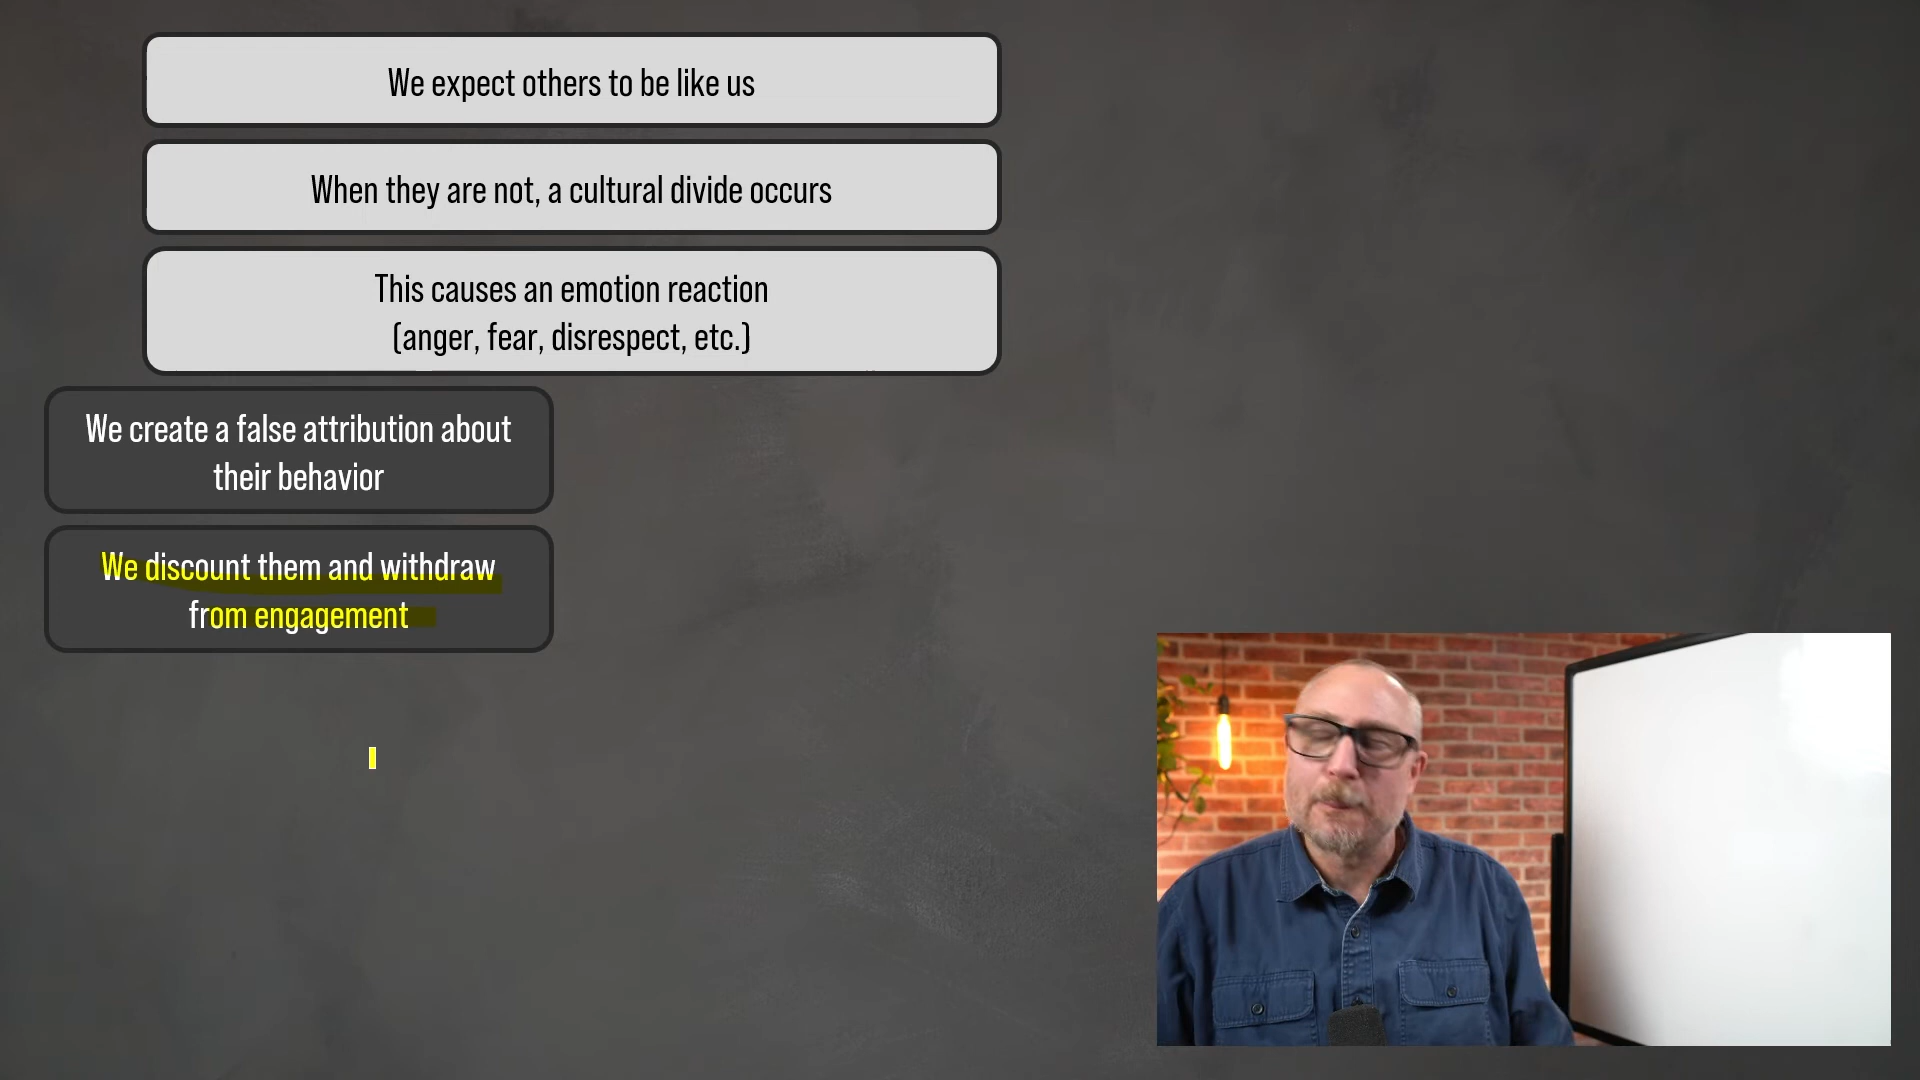 We expect others to be like us
When they are not, a cultural divide occurs
This causes an emotion reaction
(anger, fear, disrespect, etc.)
We create a false attribution about
their behavior
We discount them and withdraw
from engagement